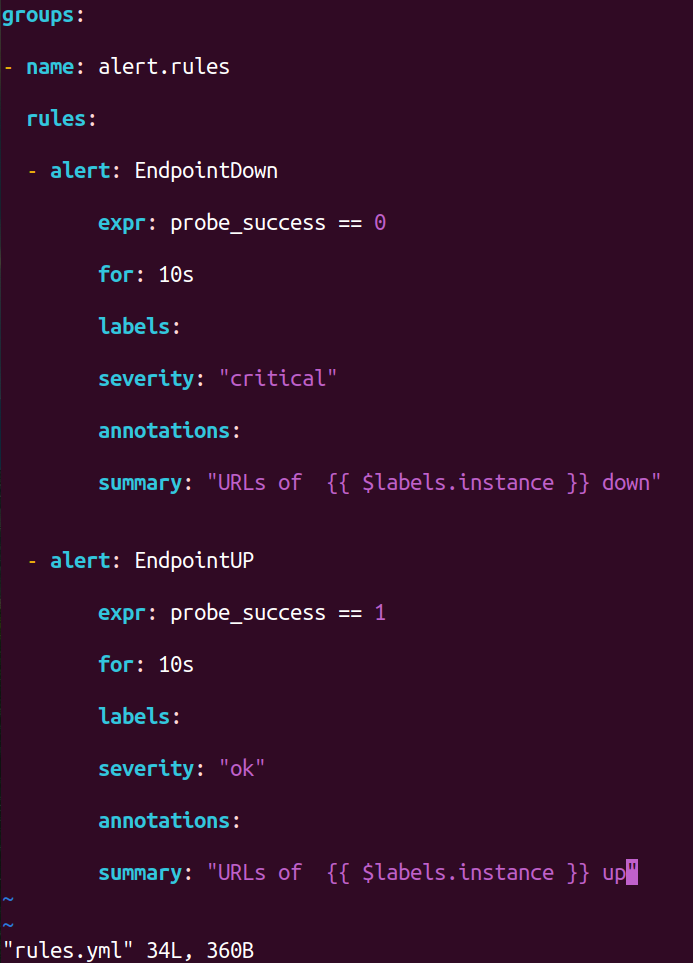 groups:
- name: alert.rules
  rules:
  - alert: EndpointDown
        expr: probe_success == 0
        for: 10s
        labels:
        severity: "critical"
        annotations:
        summary: "URLs of  {{ $labels.instance }} down"
  - alert: EndpointUP
        expr: probe_success == 1
        for: 10s
        labels:
        severity: "ok"
        annotations:
        summary: "URLs of  {{ $labels.instance }} up"
~
~
"rules.yml" 34L, 360B